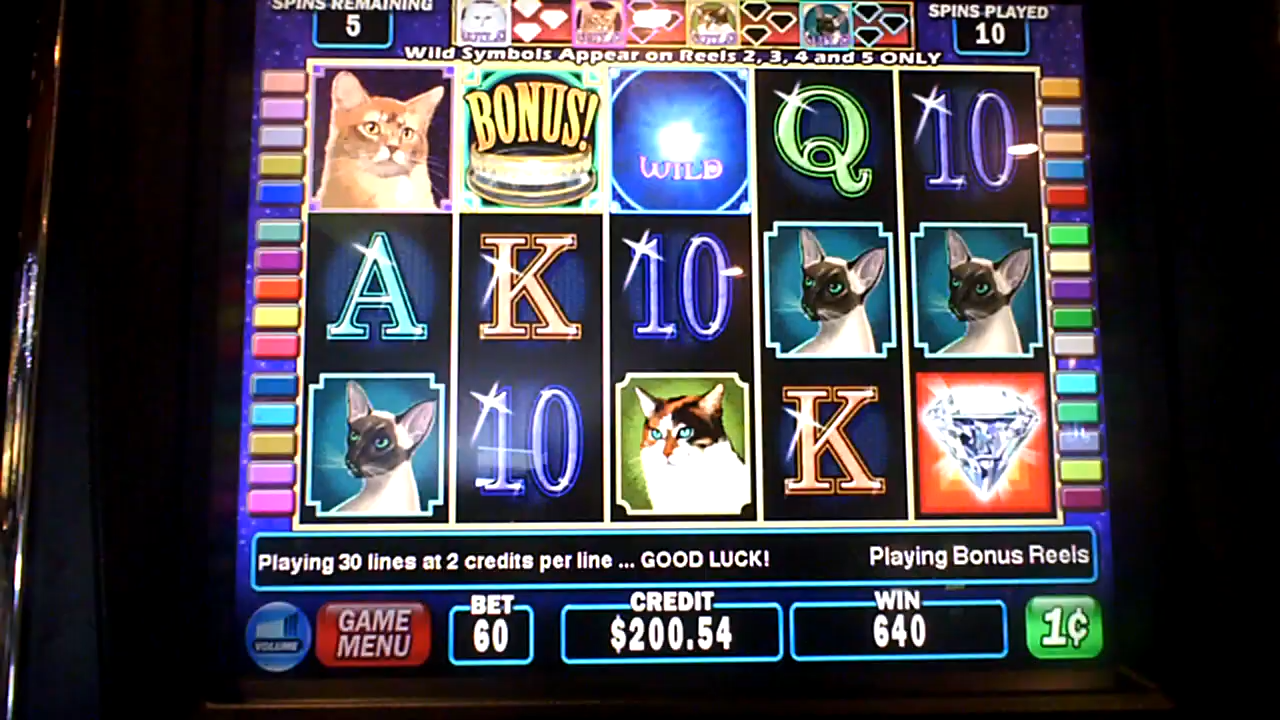 SPINS REMAINING
5
SPINS PLAYED
10
Wild Symbols Appear on Reels 2, 3, 4 and 5 ONLY
BONUS!
WILD
Q
10
A
K
10
10
K
Playing 30 lines at 2 credits per line ... GOOD LUCK!
Playing Bonus Reels
VOLUME
GAME MENU
BET
60
CREDIT
$200.54
WIN
640
1¢